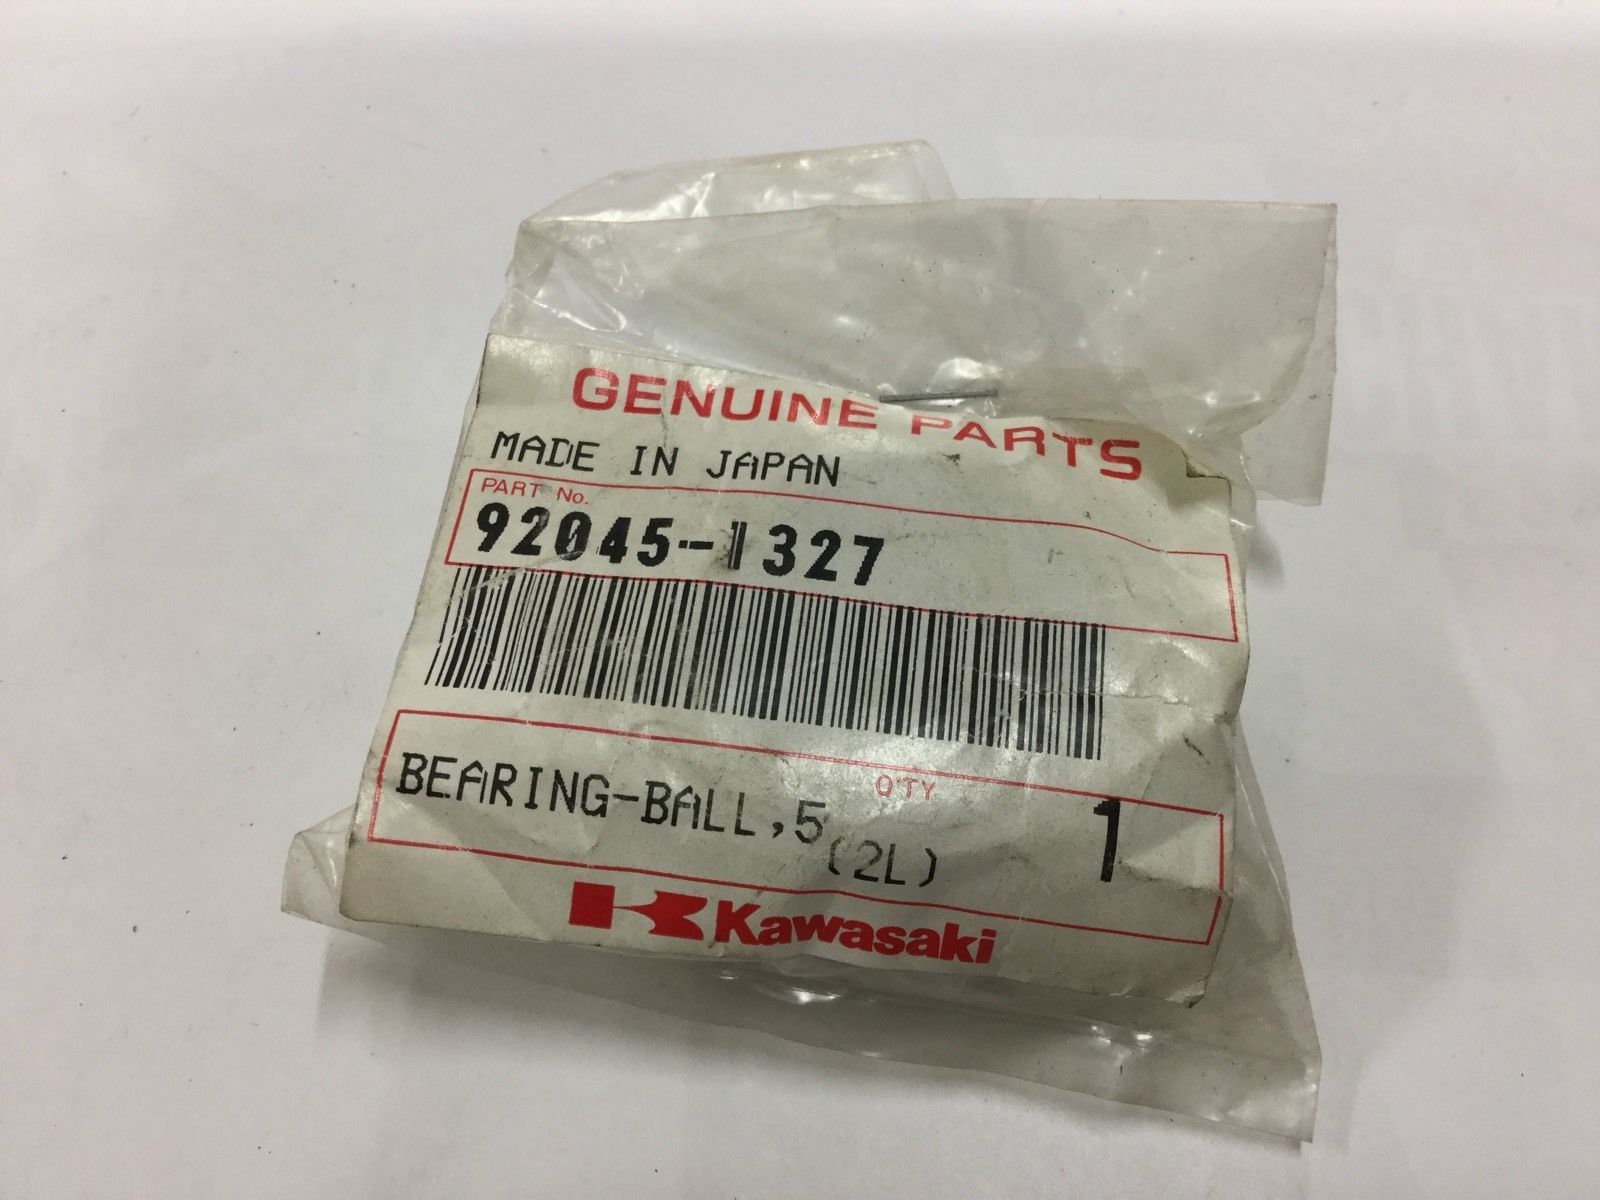 GENUINE PARTS
MADE IN JAPAN
PART No.
92045-1327
Q'TY
BEARING-BALL,5 1
(2L)
Kawasaki